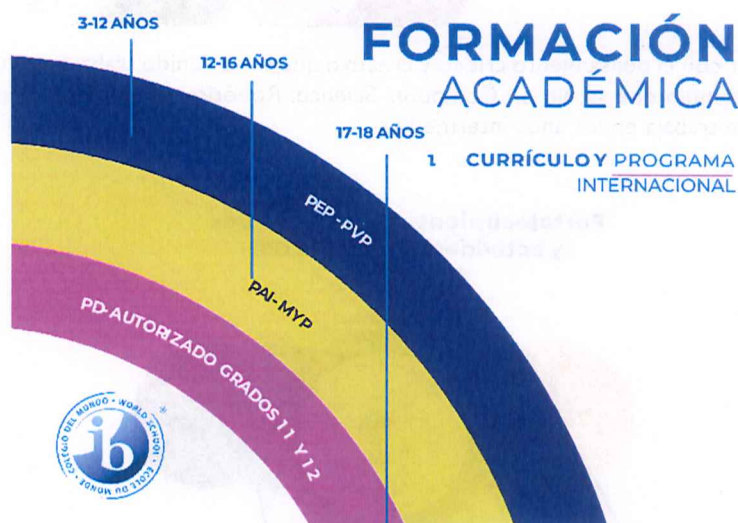 FORMACIÓN
ACADÉMICA
1 CURRÍCULO Y PROGRAMA
INTERNACIONAL
3-12 AÑOS
12-16 AÑOS
17-18 AÑOS
PEP-PVP
PAI-MYP
PD-AUTORIZADO GRADOS 11 Y 12
COLEGIO DEL MUNDO · WORLD SCHOOL · ÉCOLE DU MONDE ·
ib